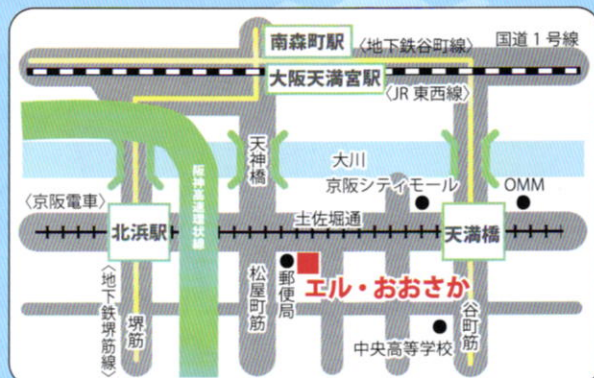 南森町駅
〈地下鉄谷町線〉
国道1号線
大阪天満宮駅
〈JR東西線〉
阪神高速環状線
天神橋
大川
京阪シティモール
OMM
〈京阪電車〉
土佐堀通
北浜駅
天満橋
郵便局
エル・おおさか
〈地下鉄堺筋線〉
堺筋
松屋町筋
中央高等学校
谷町筋